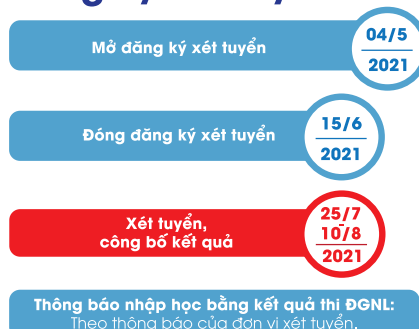 Mở đăng ký xét tuyển
04/5
2021
Đóng đăng ký xét tuyển
15/6
2021
Xét tuyển,
công bố kết quả
25/7
-
10/8
2021
Thông báo nhập học bằng kết quả thi ĐGNL:
Theo thông báo của đơn vị xét tuyển.